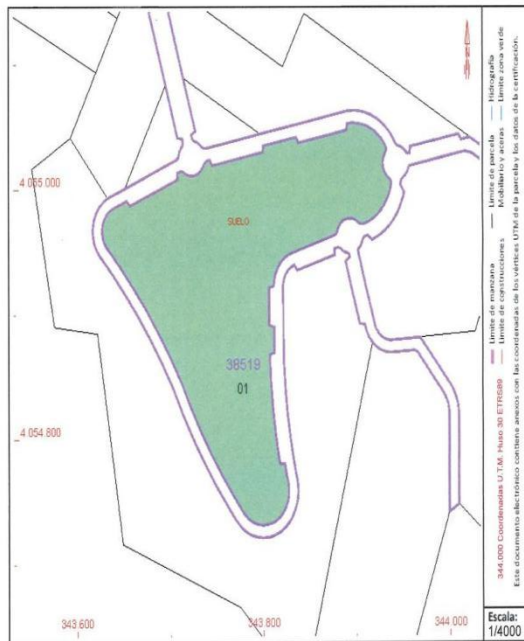 4 055.000
SUELO
38519
01
4 054.800
343.600
343.800
344.000
344.000 Coordenadas U.T.M. Huso 30 ETRS89
Límite de manzana
Límite de parcela
Hidrografía
Límite de construcciones
Mobiliario y aceras
Límite zona verde
Este documento electrónico contiene anexos con las coordenadas de los vértices UTM de la parcela y los datos de la certificación.
Escala:
1/4000